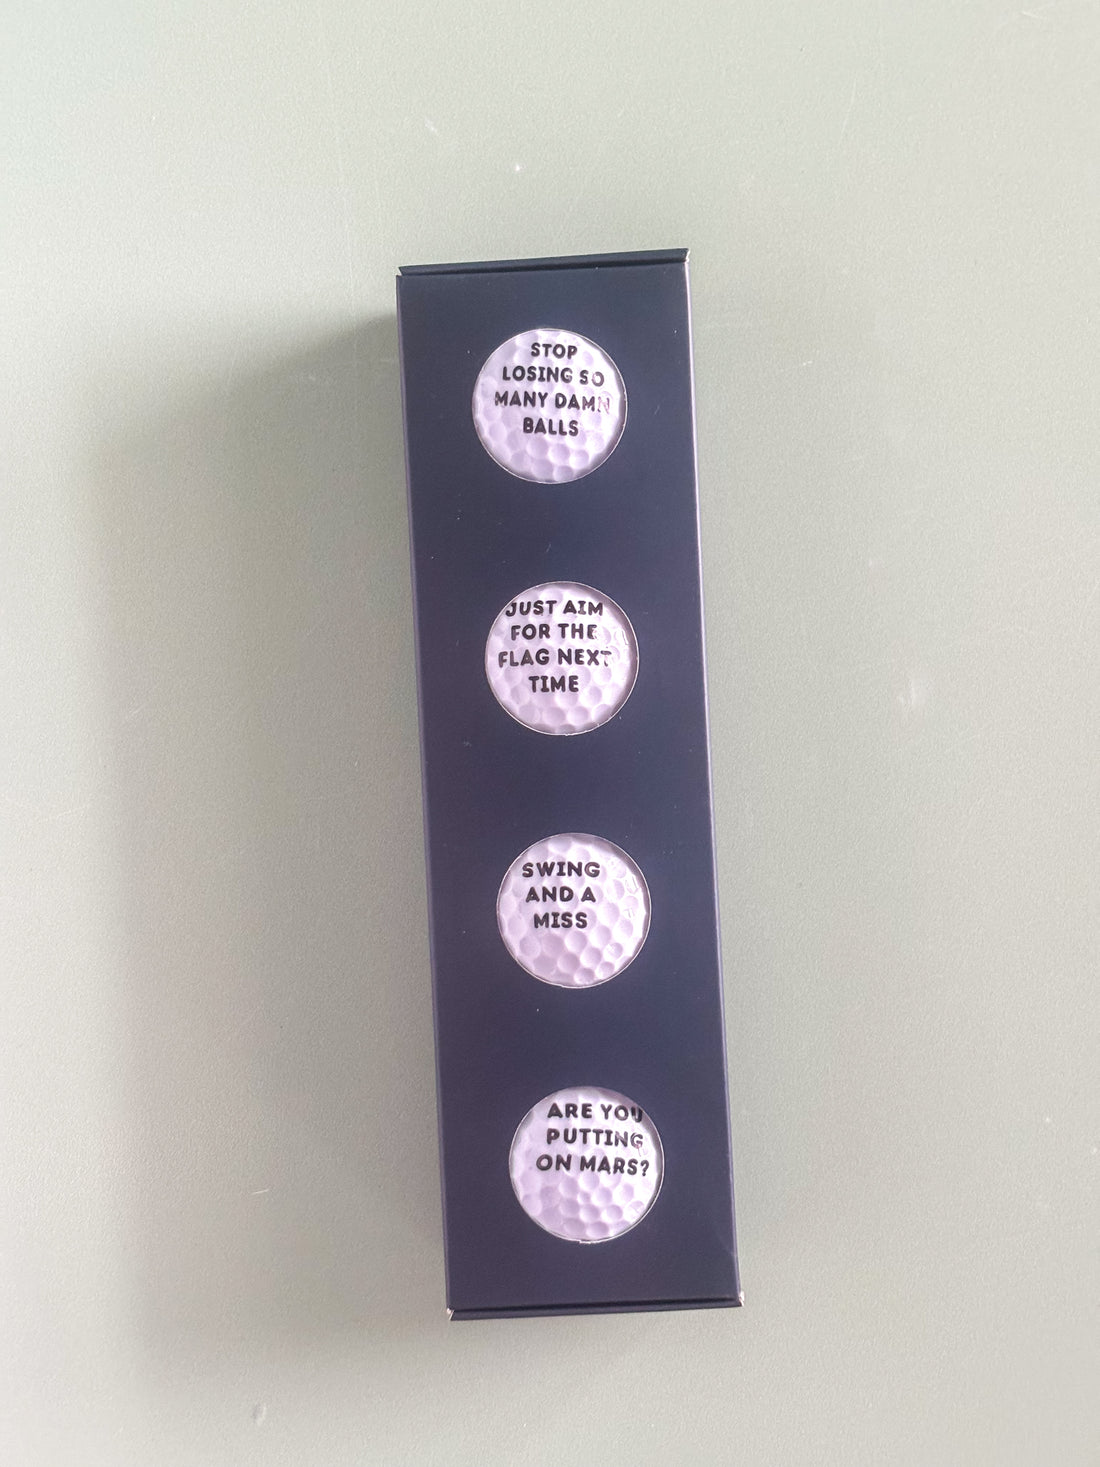 STOP
LOSING SO
MANY DAMN
BALLS
JUST AIM
FOR THE
FLAG NEXT
TIME
SWING
AND A
MISS
ARE YOU
PUTTING
ON MARS?